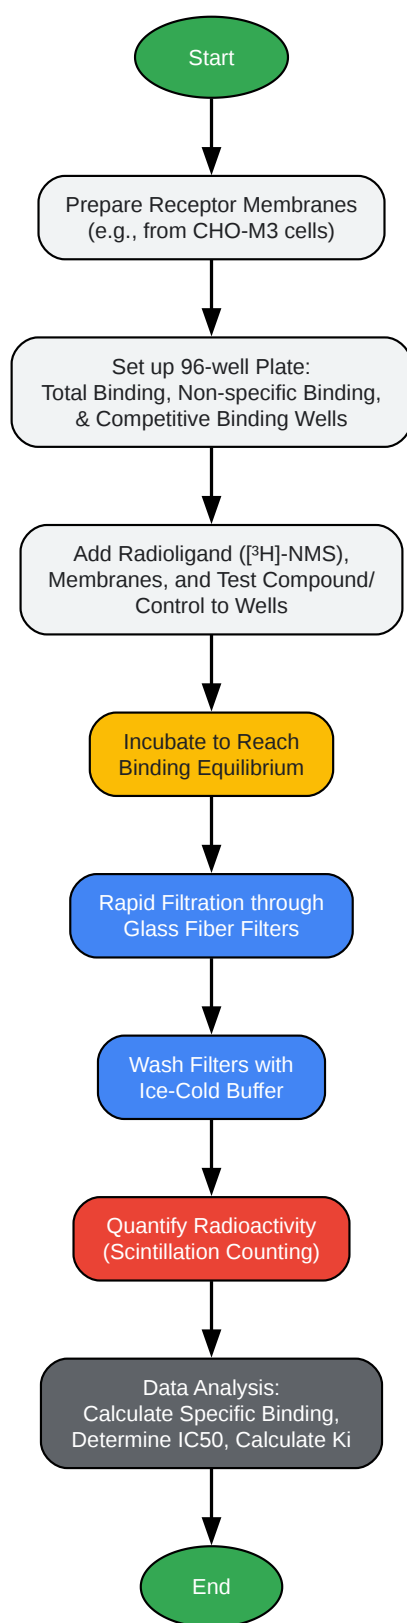 Start
Prepare Receptor Membranes
(e.g., from CHO-M3 cells)
Set up 96-well Plate:
Total Binding, Non-specific Binding,
& Competitive Binding Wells
Add Radioligand ([³H]-NMS),
Membranes, and Test Compound/
Control to Wells
Incubate to Reach
Binding Equilibrium
Rapid Filtration through
Glass Fiber Filters
Wash Filters with
Ice-Cold Buffer
Quantify Radioactivity
(Scintillation Counting)
Data Analysis:
Calculate Specific Binding,
Determine IC50, Calculate Ki
End